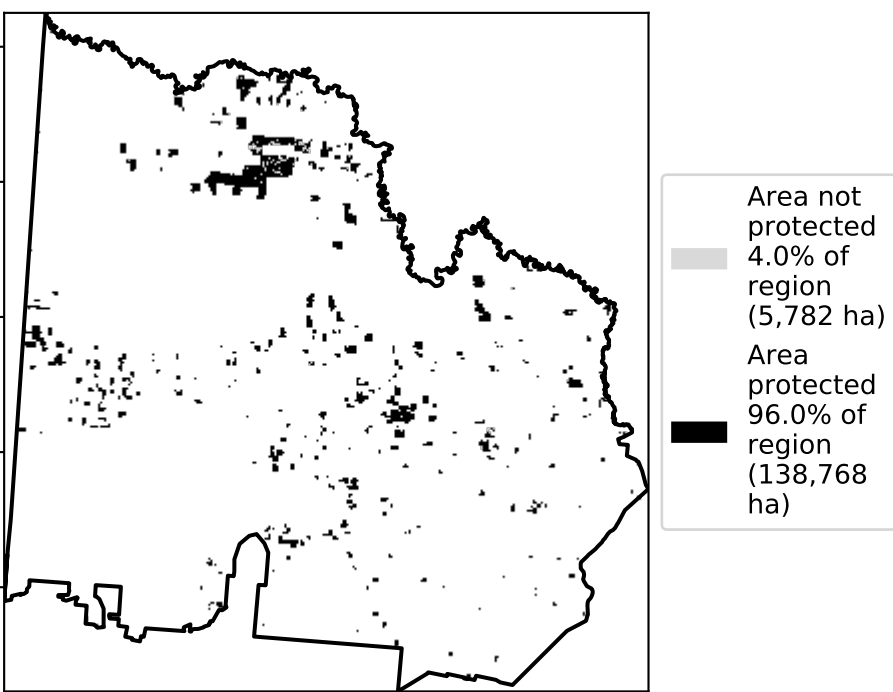 Area not
protected
4.0% of
region
(5,782 ha)
Area
protected
96.0% of
region
(138,768
ha)